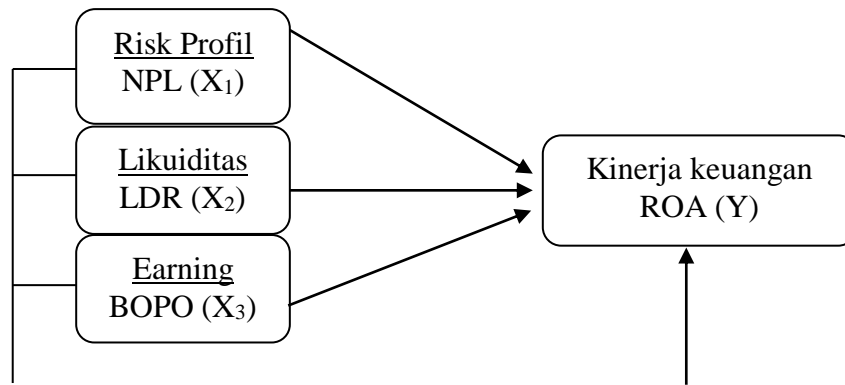 Risk Profil
NPL (X₁)
Likuiditas
LDR (X₂)
Earning
BOPO (X₃)
Kinerja keuangan
ROA (Y)